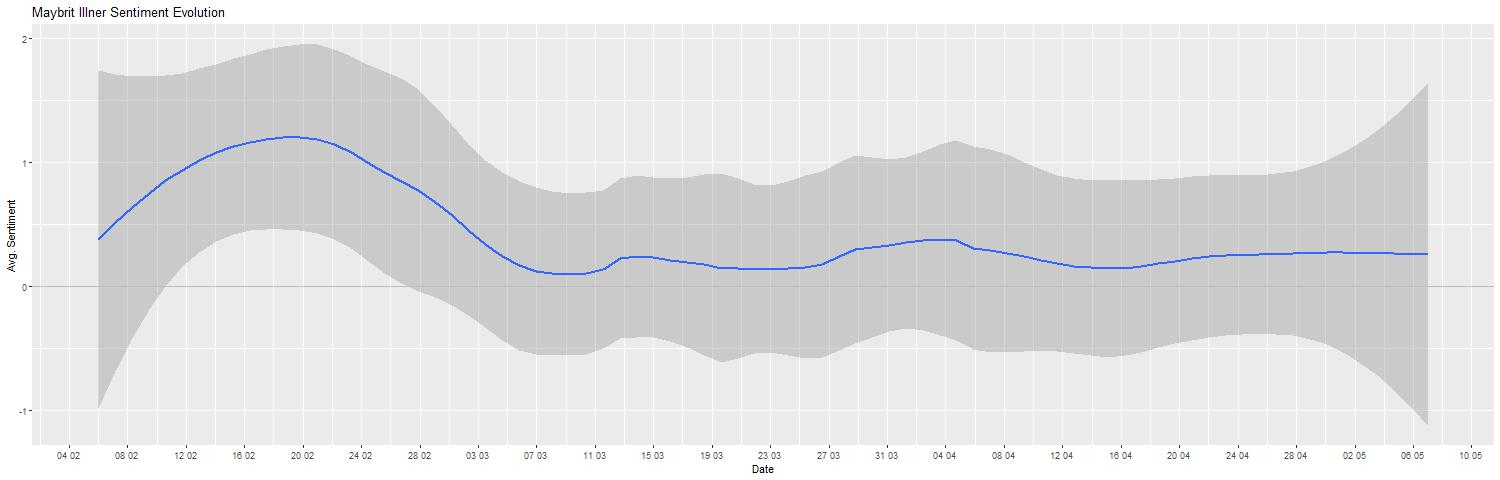 Maybrit Illner Sentiment Evolution
2
1
0
-1
Avg. Sentiment
04 02 08 02 12 02 16 02 20 02 24 02 28 02 03 03 07 03 11 03 15 03 19 03 23 03 27 03 31 03 04 04 08 04 12 04 16 04 20 04 24 04 28 04 02 05 06 05 10 05
Date